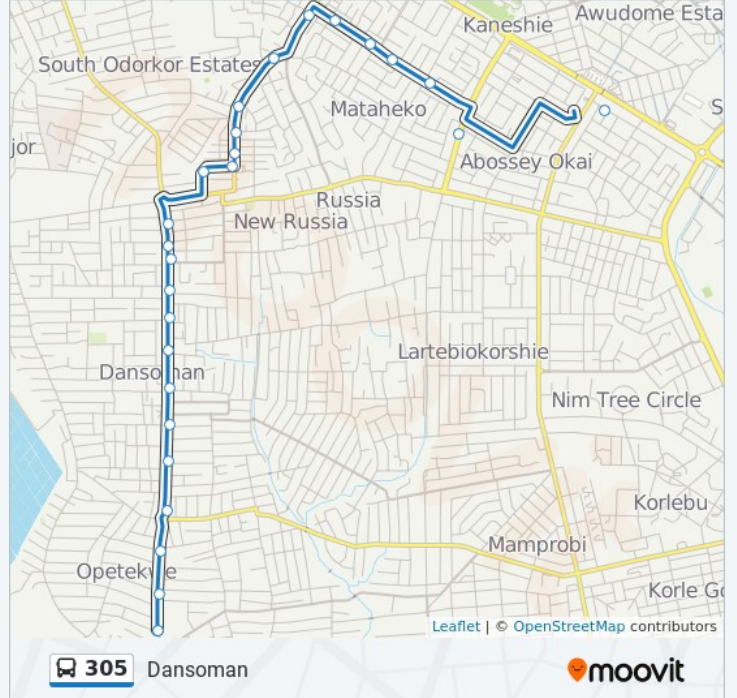 Awudome Esta
Kaneshie
South Odorkor Estates
Mataheko
S
jor
Abossey Okai
Russia
New Russia
Lartebiokorshie
Dansoman
Nim Tree Circle
Korlebu
Mamprobi
Opetekwe
Korle Go
Leaflet | © OpenStreetMap contributors
305 Dansoman
moovit